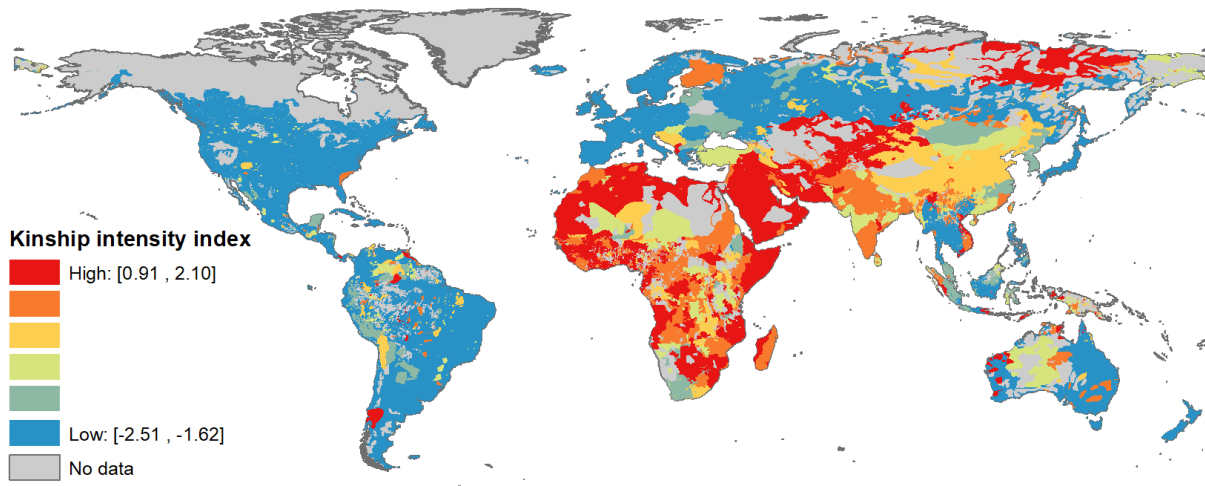 Kinship intensity index
High: [0.91 , 2.10]
Low: [-2.51 , -1.62]
No data